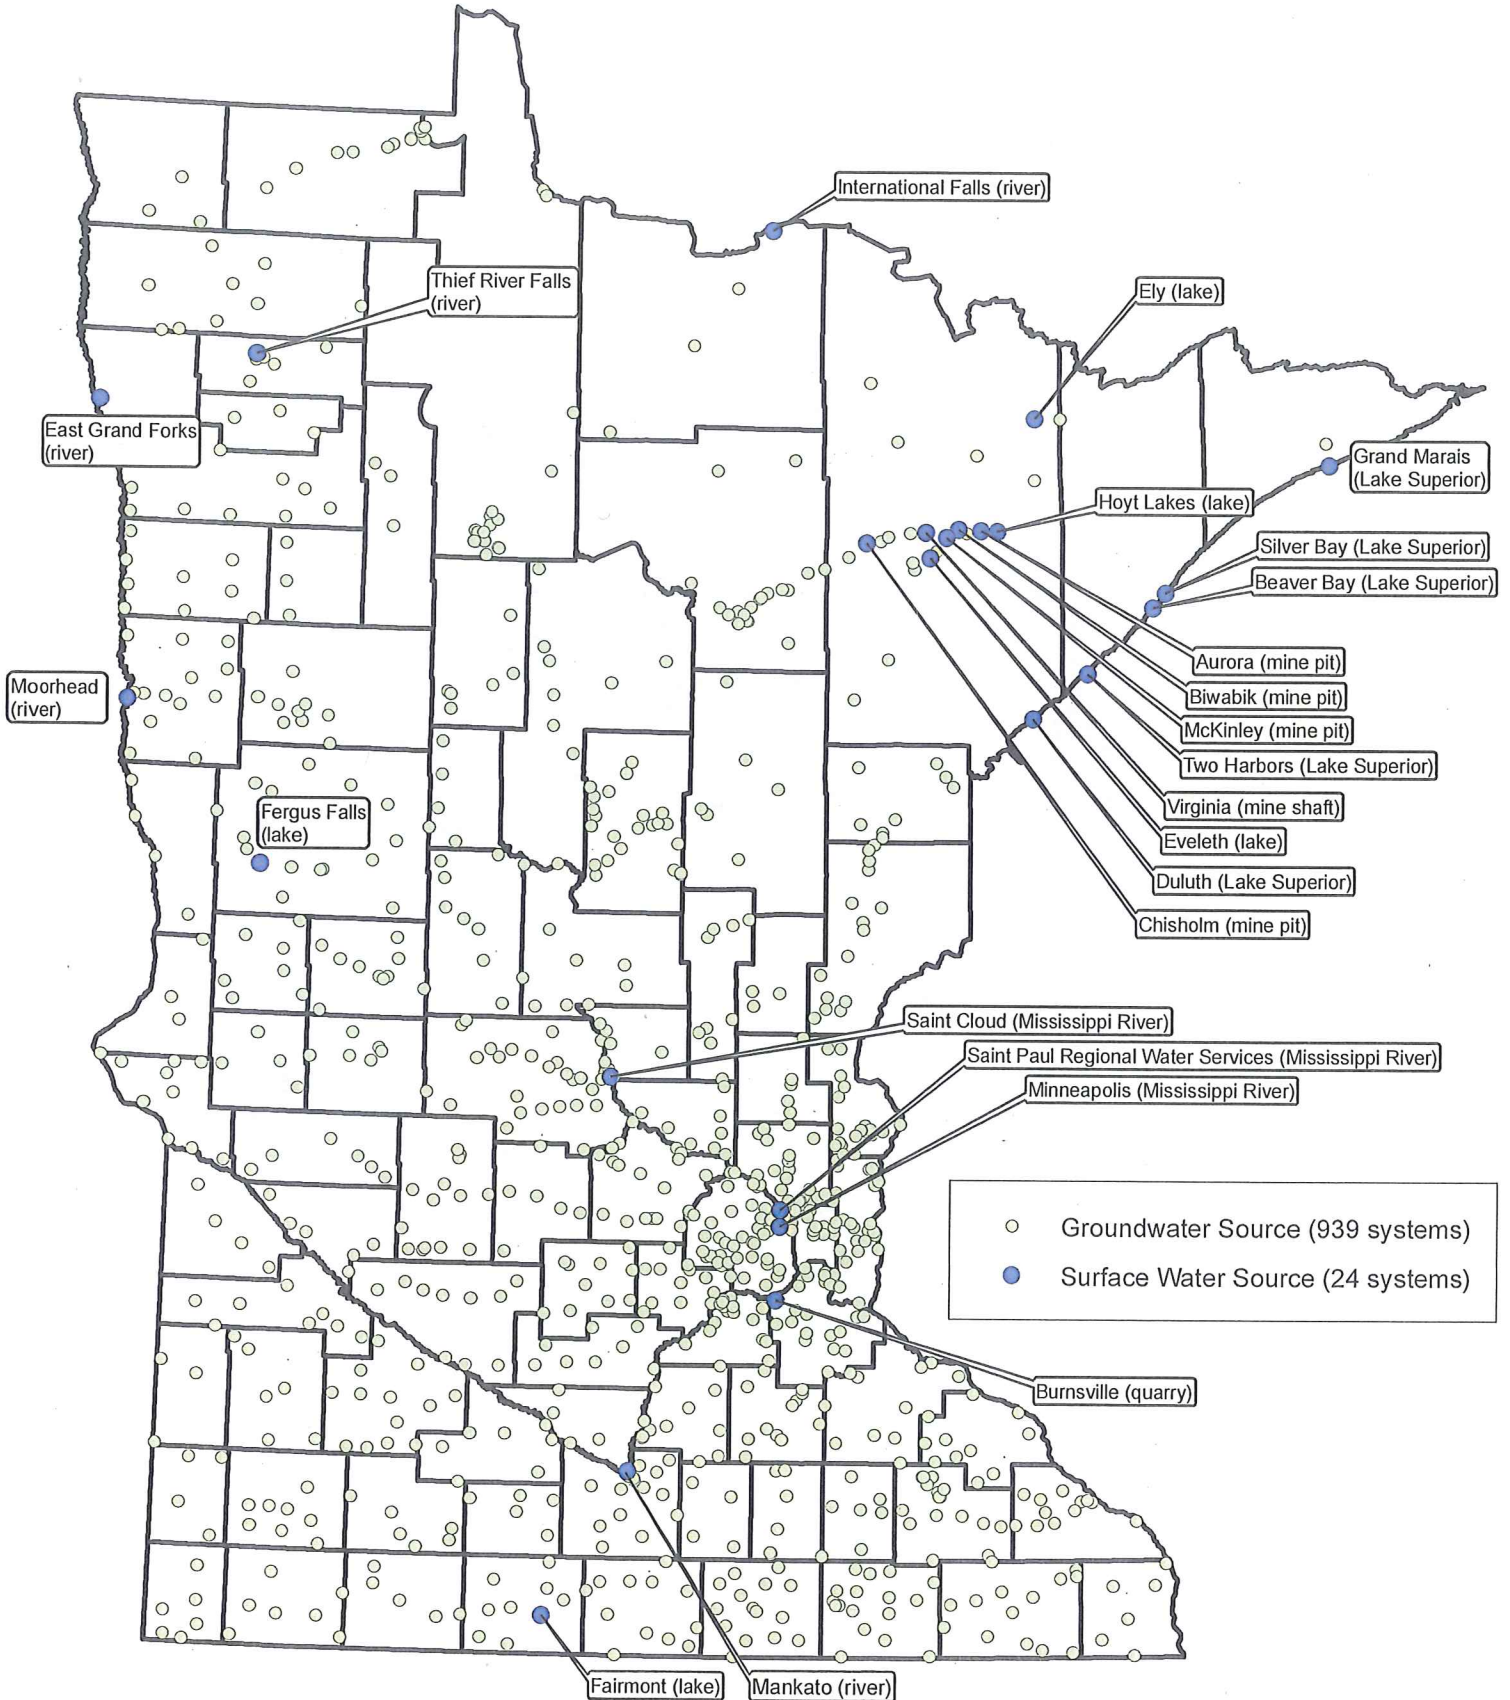 International Falls (river)
Thief River Falls
(river)
Ely (lake)
East Grand Forks
(river)
Grand Marais
(Lake Superior)
Hoyt Lakes (lake)
Silver Bay (Lake Superior)
Beaver Bay (Lake Superior)
Aurora (mine pit)
Moorhead
(river)
Biwabik (mine pit)
McKinley (mine pit)
Two Harbors (Lake Superior)
Virginia (mine shaft)
Fergus Falls
(lake)
Eveleth (lake)
Duluth (Lake Superior)
Chisholm (mine pit)
Saint Cloud (Mississippi River)
Saint Paul Regional Water Services (Mississippi River)
Minneapolis (Mississippi River)
Groundwater Source (939 systems)
Surface Water Source (24 systems)
Burnsville (quarry)
Fairmont (lake)
Mankato (river)